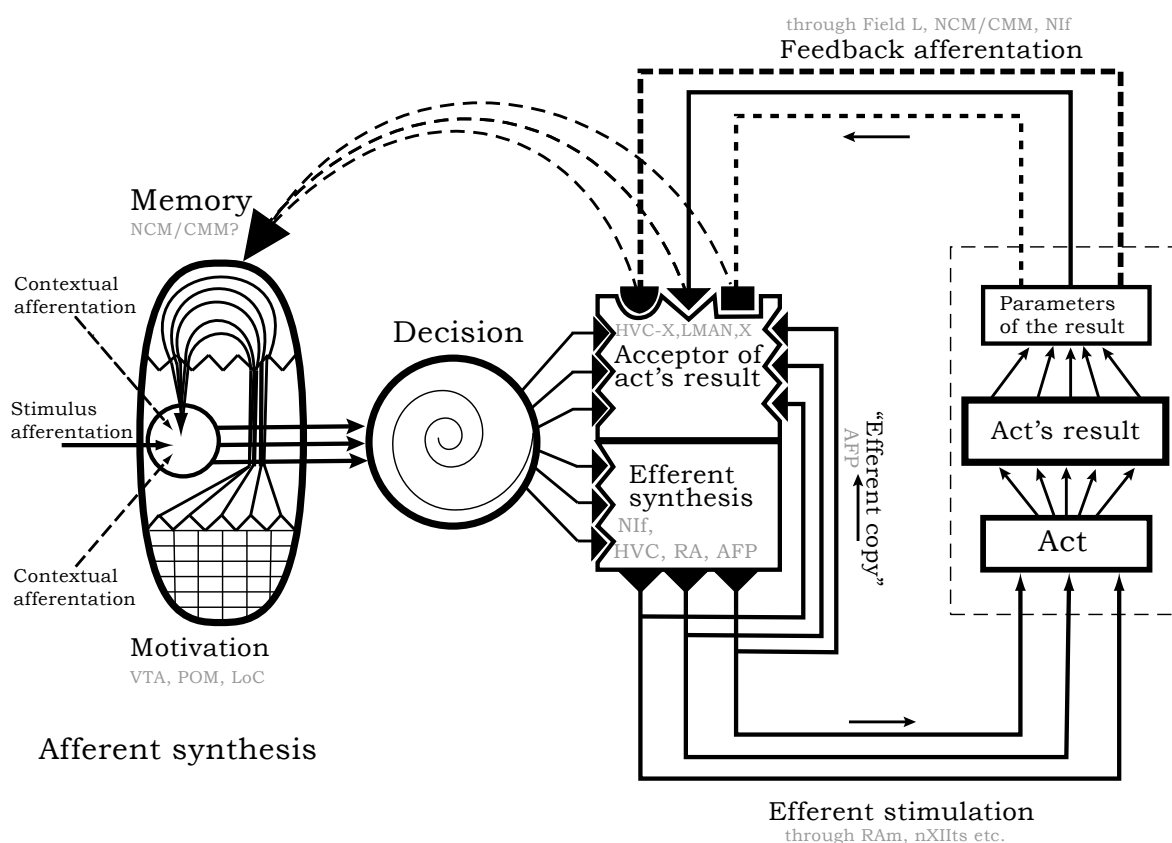 through Field L, NCM/CMM, NIf
Feedback afferentation
Memory
NCM/CMM?
Contextual
afferentation
Stimulus
afferentation
Contextual
afferentation
Motivation
VTA, POM, LoC
Afferent synthesis
Decision
HVC-X,LMAN,X
Acceptor of
act's result
Efferent
synthesis
NIf,
HVC, RA, AFP
"Efferent copy"
AFP
Parameters
of the result
Act's result
Act
Efferent stimulation
through RAm, nXIIts etc.